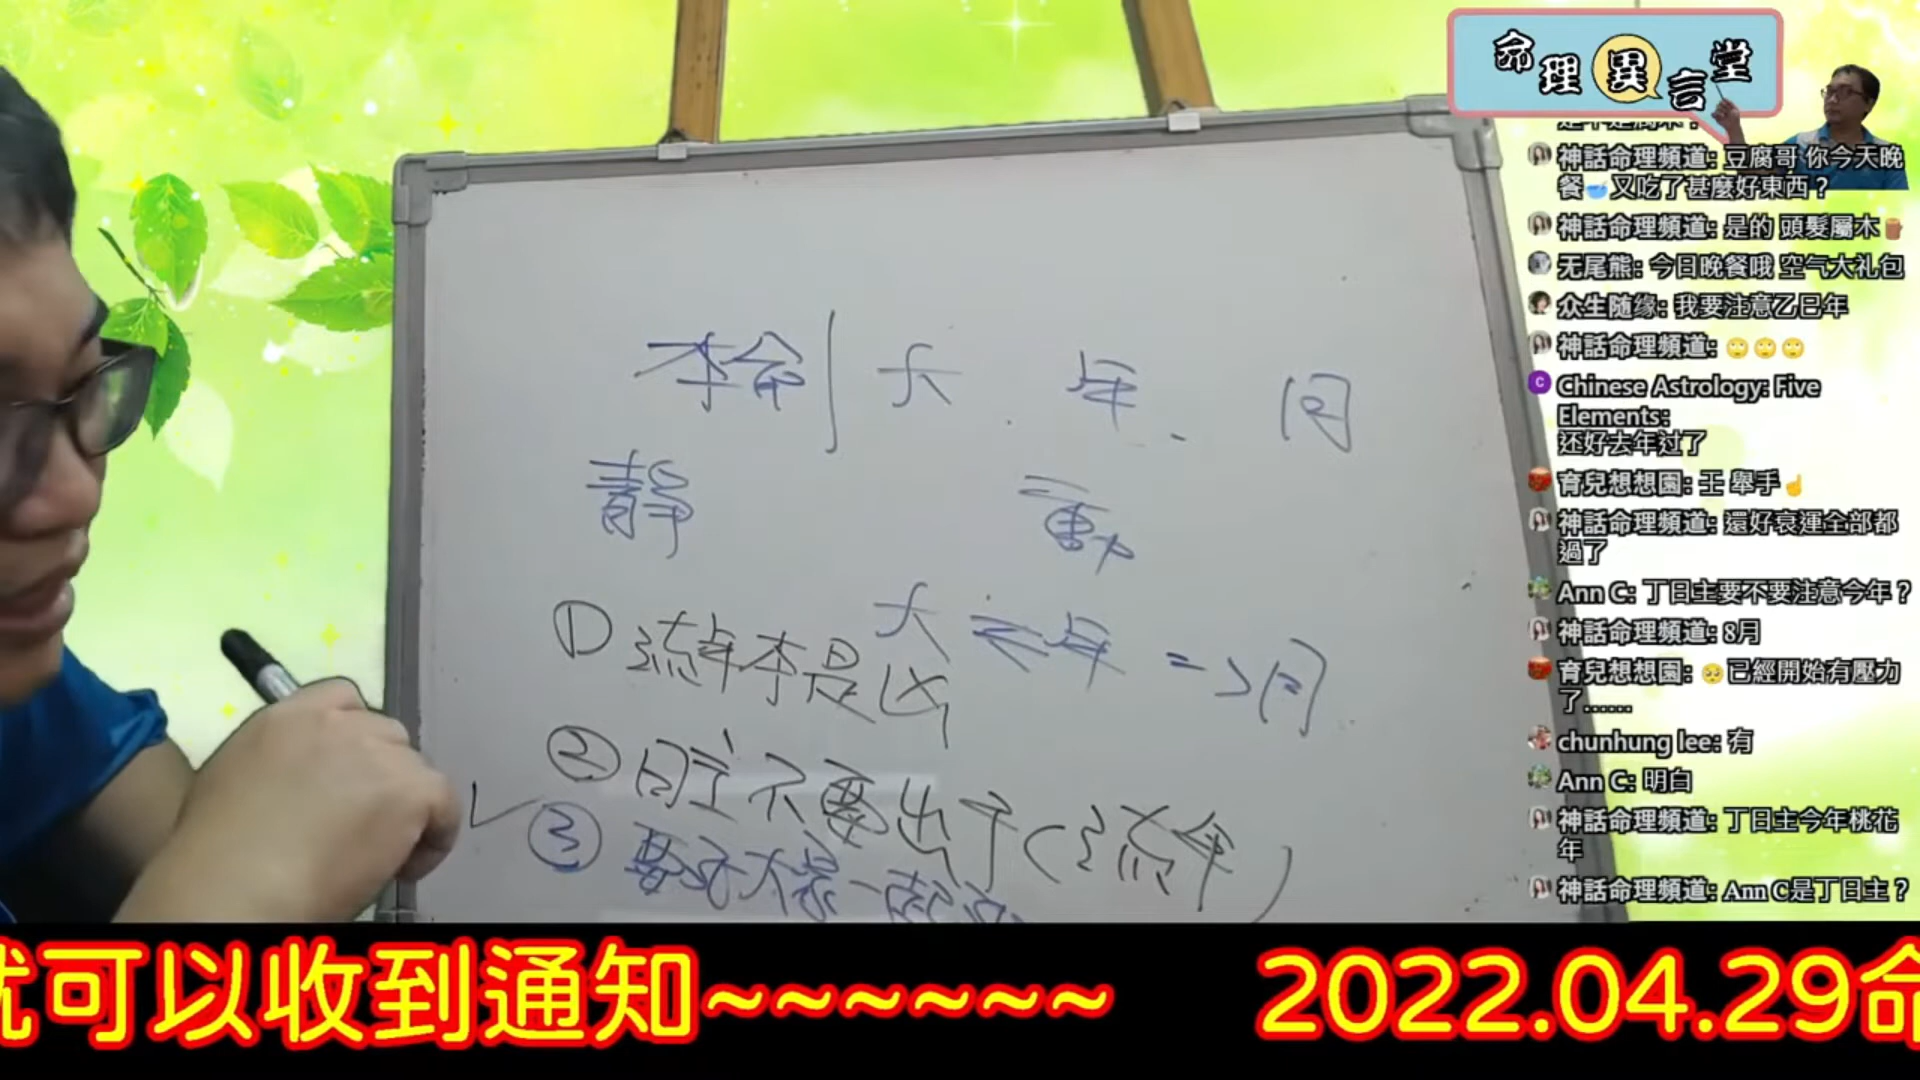 命理異言堂
本命 大 年 月
靜 動
大 年 => 月
① 流年本是凶
② 日主不要出干(流年)
③ 要
神話命理頻道: 豆腐哥 你今天晚
餐🥣又吃了甚麼好東西?
神話命理頻道: 是的 頭髮屬木🪵
无尾熊: 今日晚餐哦 空气大礼包
众生随缘: 我要注意乙巳年
神話命理頻道: 🙄🙄🙄
Chinese Astrology: Five
Elements:
还好去年过了
育兒想想園: 王 舉手☝
神話命理頻道: 還好衰運全部都
過了
Ann C: 丁日主要不要注意今年?
神話命理頻道: 8月
育兒想想園: 🥺已經開始有壓力
了......
chunhung lee: 有
Ann C: 明白
神話命理頻道: 丁日主今年桃花
年
神話命理頻道: Ann C是丁日主?
就可以收到通知~~~~~~ 2022.04.29命